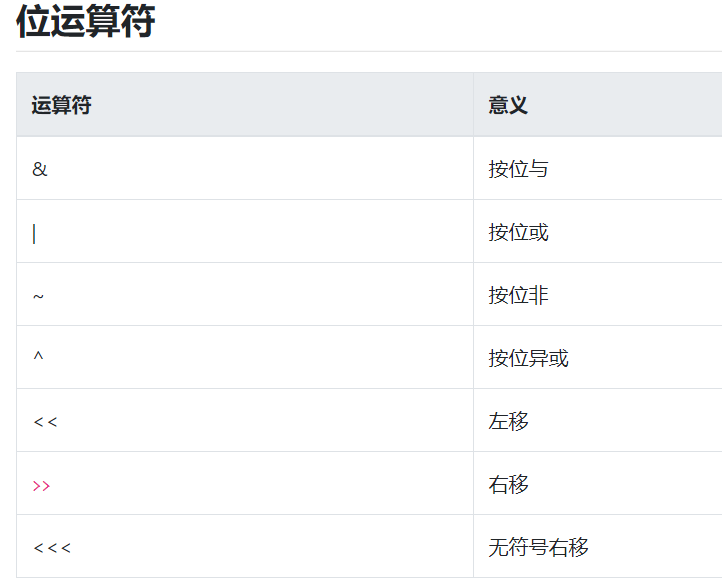 位运算符
运算符 意义
& 按位与
| 按位或
~ 按位非
^ 按位异或
<< 左移
>> 右移
<<< 无符号右移